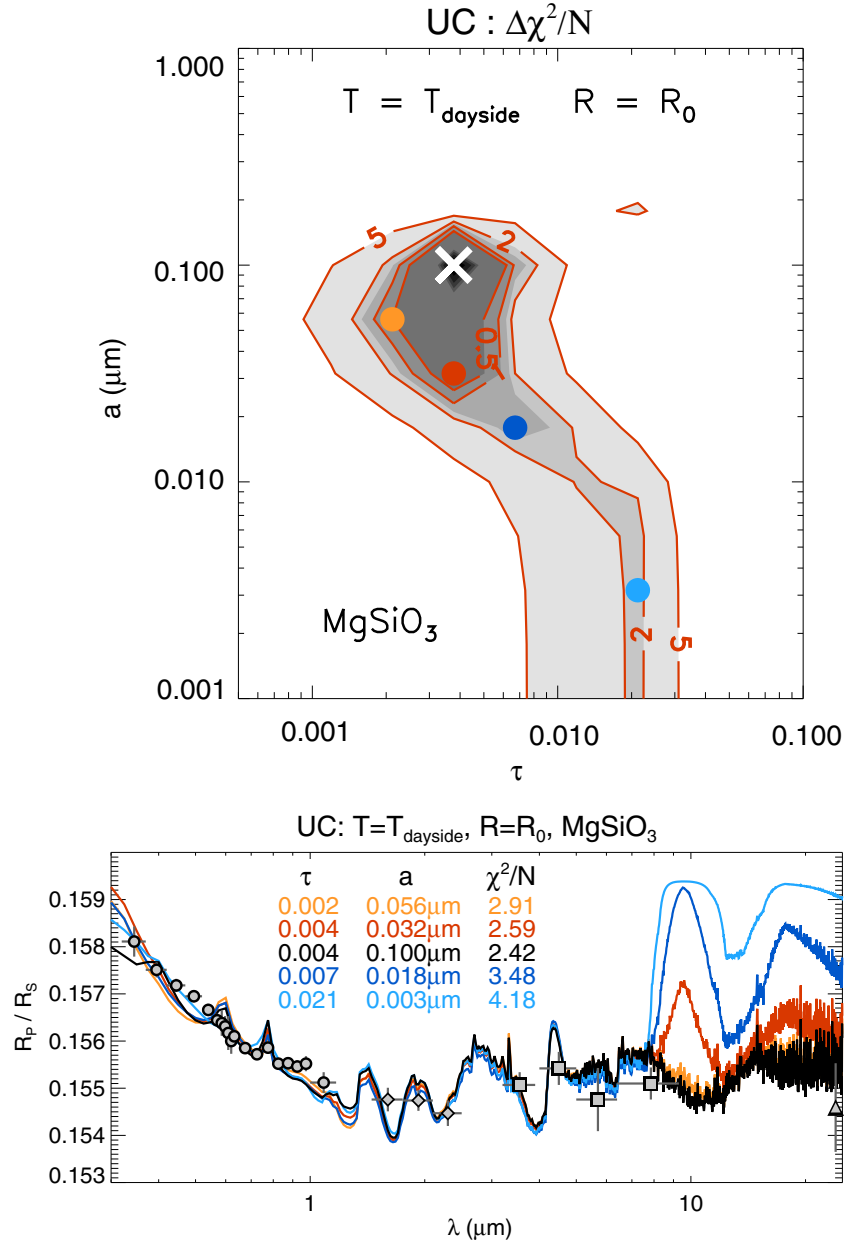 UC : Δχ²/N
1.000
T = T_dayside R = R_0
5
2
0.100
0.5
a (μm)
0.010
MgSiO₃
2
5
0.001
0.001 0.010 0.100
τ
UC: T=T_dayside, R=R_0, MgSiO₃
τ a χ²/N
0.159
0.002 0.056μm 2.91
0.004 0.032μm 2.59
0.158
0.004 0.100μm 2.42
0.007 0.018μm 3.48
0.157
0.021 0.003μm 4.18
R_P / R_S
0.156
0.155
0.154
0.153
1 10
λ (μm)